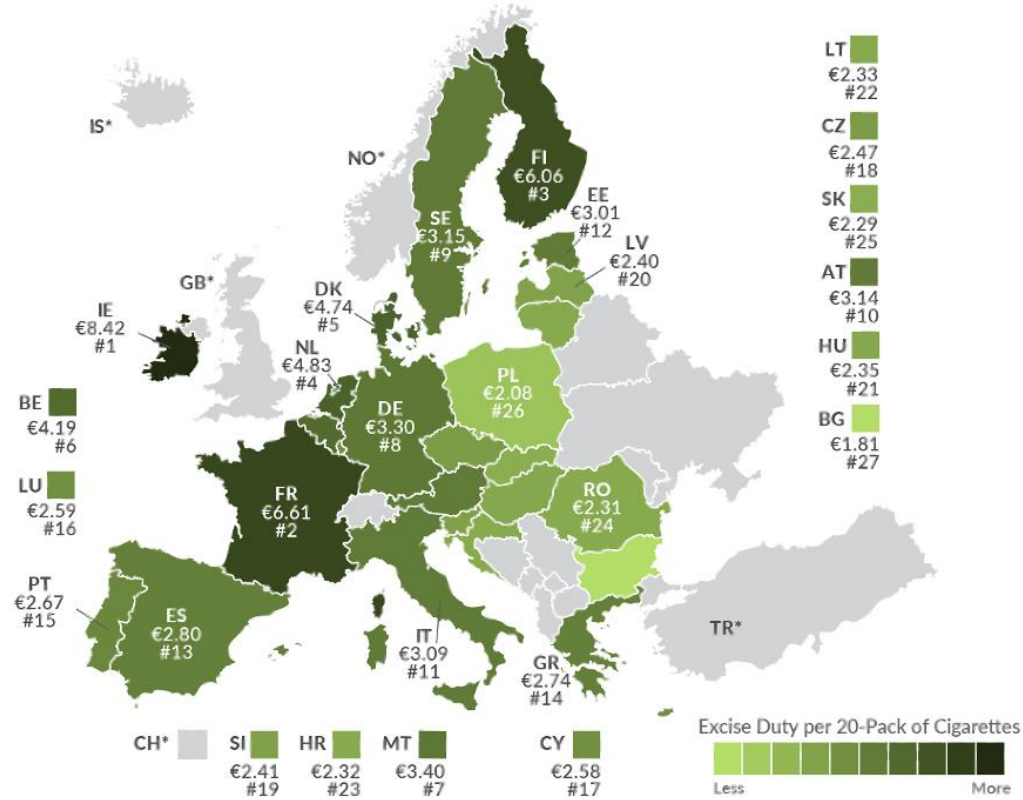 IS*
NO*
FI
€6.06
#3
EE
€3.01
#12
SE
€3.15
#9
LV
€2.40
#20
GB*
DK
€4.74
#5
IE
€8.42
#1
NL
€4.83
#4
PL
€2.08
#26
DE
€3.30
#8
BE
€4.19
#6
LU
€2.59
#16
FR
€6.61
#2
RO
€2.31
#24
PT
€2.67
#15
ES
€2.80
#13
IT
€3.09
#11
GR
€2.74
#14
TR*
LT
€2.33
#22
CZ
€2.47
#18
SK
€2.29
#25
AT
€3.14
#10
HU
€2.35
#21
BG
€1.81
#27
CH*
SI
€2.41
#19
HR
€2.32
#23
MT
€3.40
#7
CY
€2.58
#17
Excise Duty per 20-Pack of Cigarettes
Less
More